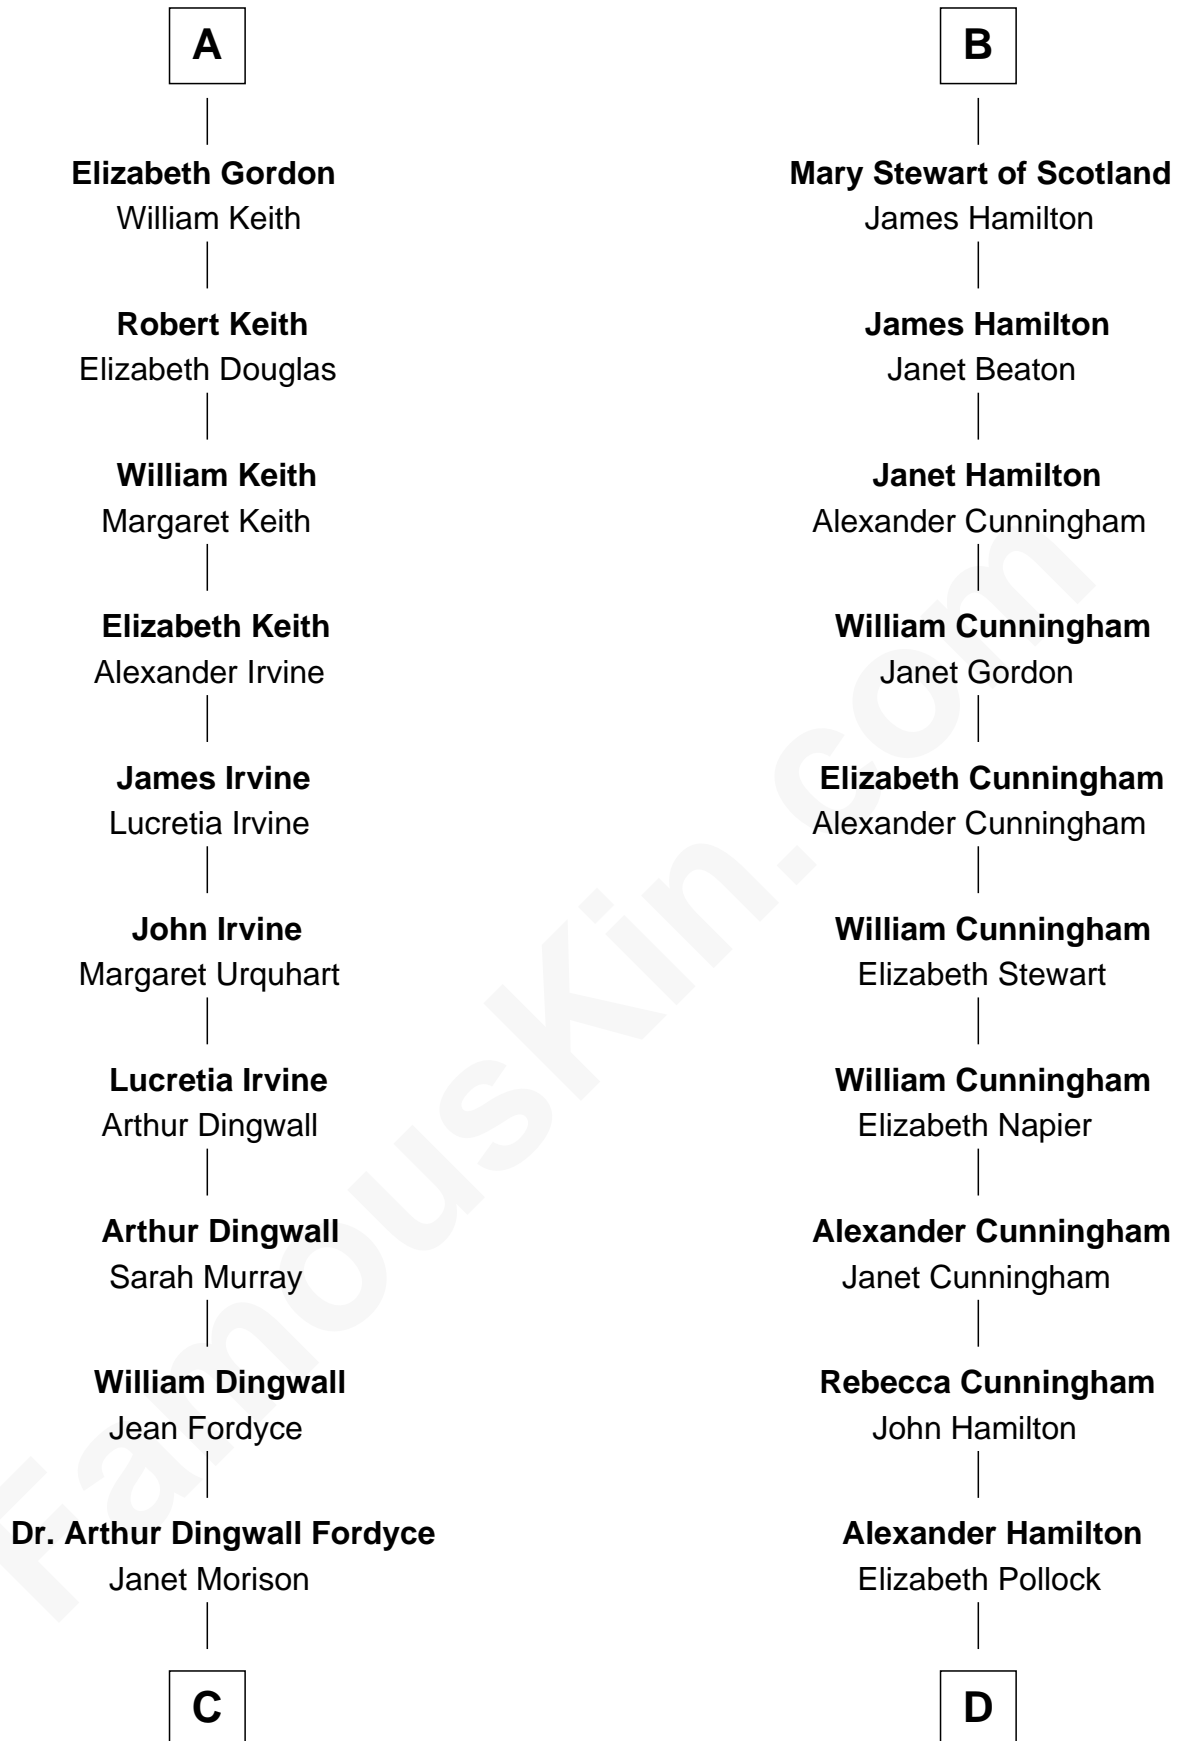 A
Elizabeth Gordon
William Keith
Robert Keith
Elizabeth Douglas
William Keith
Margaret Keith
Elizabeth Keith
Alexander Irvine
James Irvine
Lucretia Irvine
John Irvine
Margaret Urquhart
Lucretia Irvine
Arthur Dingwall
Arthur Dingwall
Sarah Murray
William Dingwall
Jean Fordyce
Dr. Arthur Dingwall Fordyce
Janet Morison
C
B
Mary Stewart of Scotland
James Hamilton
James Hamilton
Janet Beaton
Janet Hamilton
Alexander Cunningham
William Cunningham
Janet Gordon
Elizabeth Cunningham
Alexander Cunningham
William Cunningham
Elizabeth Stewart
William Cunningham
Elizabeth Napier
Alexander Cunningham
Janet Cunningham
Rebecca Cunningham
John Hamilton
Alexander Hamilton
Elizabeth Pollock
D
FamousKin.com